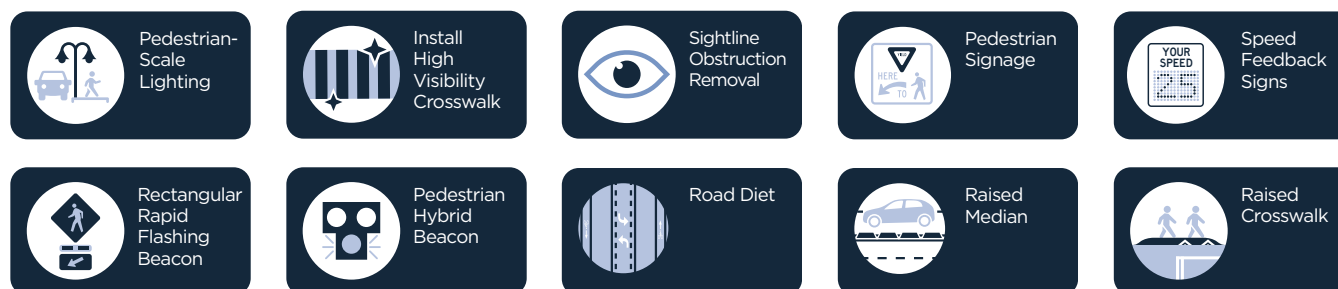 Pedestrian-
Scale
Lighting
Install
High
Visibility
Crosswalk
Sightline
Obstruction
Removal
YIELD
HERE
TO
Pedestrian
Signage
YOUR
SPEED
25
Speed
Feedback
Signs
Rectangular
Rapid
Flashing
Beacon
Pedestrian
Hybrid
Beacon
Road Diet
Raised
Median
Raised
Crosswalk